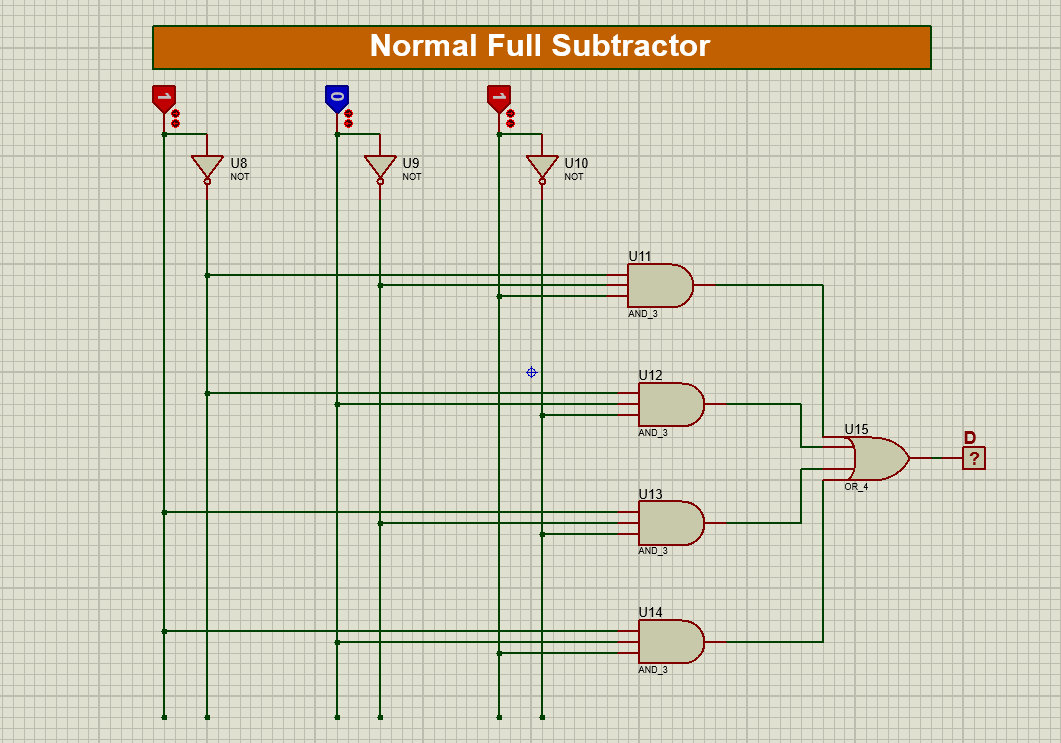 Normal Full Subtractor
1
0
1
U8
NOT
U9
NOT
U10
NOT
U11
AND_3
U12
AND_3
U15
D
?
OR_4
U13
AND_3
U14
AND_3